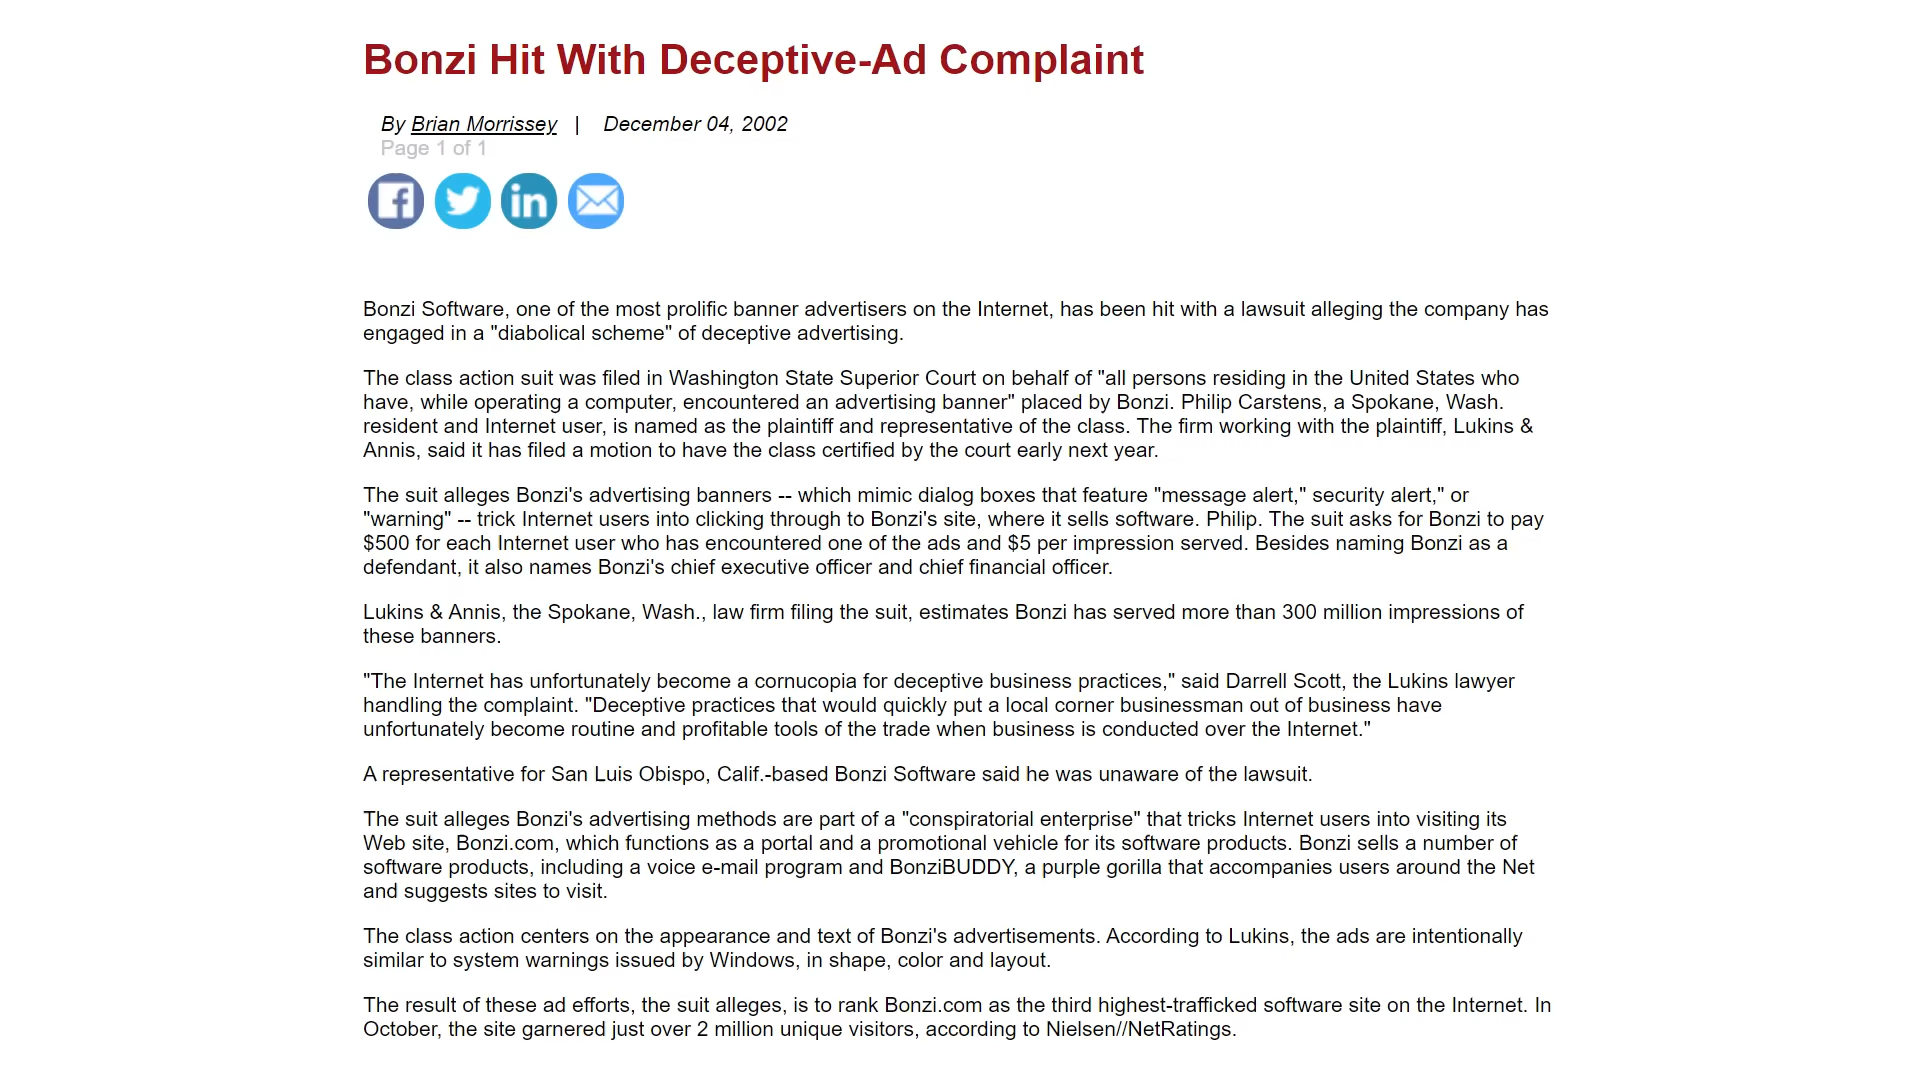 Bonzi Hit With Deceptive-Ad Complaint
By Brian Morrissey | December 04, 2002
Page 1 of 1
in
Bonzi Software, one of the most prolific banner advertisers on the Internet, has been hit with a lawsuit alleging the company has
engaged in a "diabolical scheme" of deceptive advertising.
The class action suit was filed in Washington State Superior Court on behalf of "all persons residing in the United States who
have, while operating a computer, encountered an advertising banner" placed by Bonzi. Philip Carstens, a Spokane, Wash.
resident and Internet user, is named as the plaintiff and representative of the class. The firm working with the plaintiff, Lukins &
Annis, said it has filed a motion to have the class certified by the court early next year.
The suit alleges Bonzi's advertising banners -- which mimic dialog boxes that feature "message alert," security alert," or
"warning" -- trick Internet users into clicking through to Bonzi's site, where it sells software. Philip. The suit asks for Bonzi to pay
$500 for each Internet user who has encountered one of the ads and $5 per impression served. Besides naming Bonzi as a
defendant, it also names Bonzi's chief executive officer and chief financial officer.
Lukins & Annis, the Spokane, Wash., law firm filing the suit, estimates Bonzi has served more than 300 million impressions of
these banners.
"The Internet has unfortunately become a cornucopia for deceptive business practices," said Darrell Scott, the Lukins lawyer
handling the complaint. "Deceptive practices that would quickly put a local corner businessman out of business have
unfortunately become routine and profitable tools of the trade when business is conducted over the Internet."
A representative for San Luis Obispo, Calif.-based Bonzi Software said he was unaware of the lawsuit.
The suit alleges Bonzi's advertising methods are part of a "conspiratorial enterprise" that tricks Internet users into visiting its
Web site, Bonzi.com, which functions as a portal and a promotional vehicle for its software products. Bonzi sells a number of
software products, including a voice e-mail program and BonziBUDDY, a purple gorilla that accompanies users around the Net
and suggests sites to visit.
The class action centers on the appearance and text of Bonzi's advertisements. According to Lukins, the ads are intentionally
similar to system warnings issued by Windows, in shape, color and layout.
The result of these ad efforts, the suit alleges, is to rank Bonzi.com as the third highest-trafficked software site on the Internet. In
October, the site garnered just over 2 million unique visitors, according to Nielsen//NetRatings.